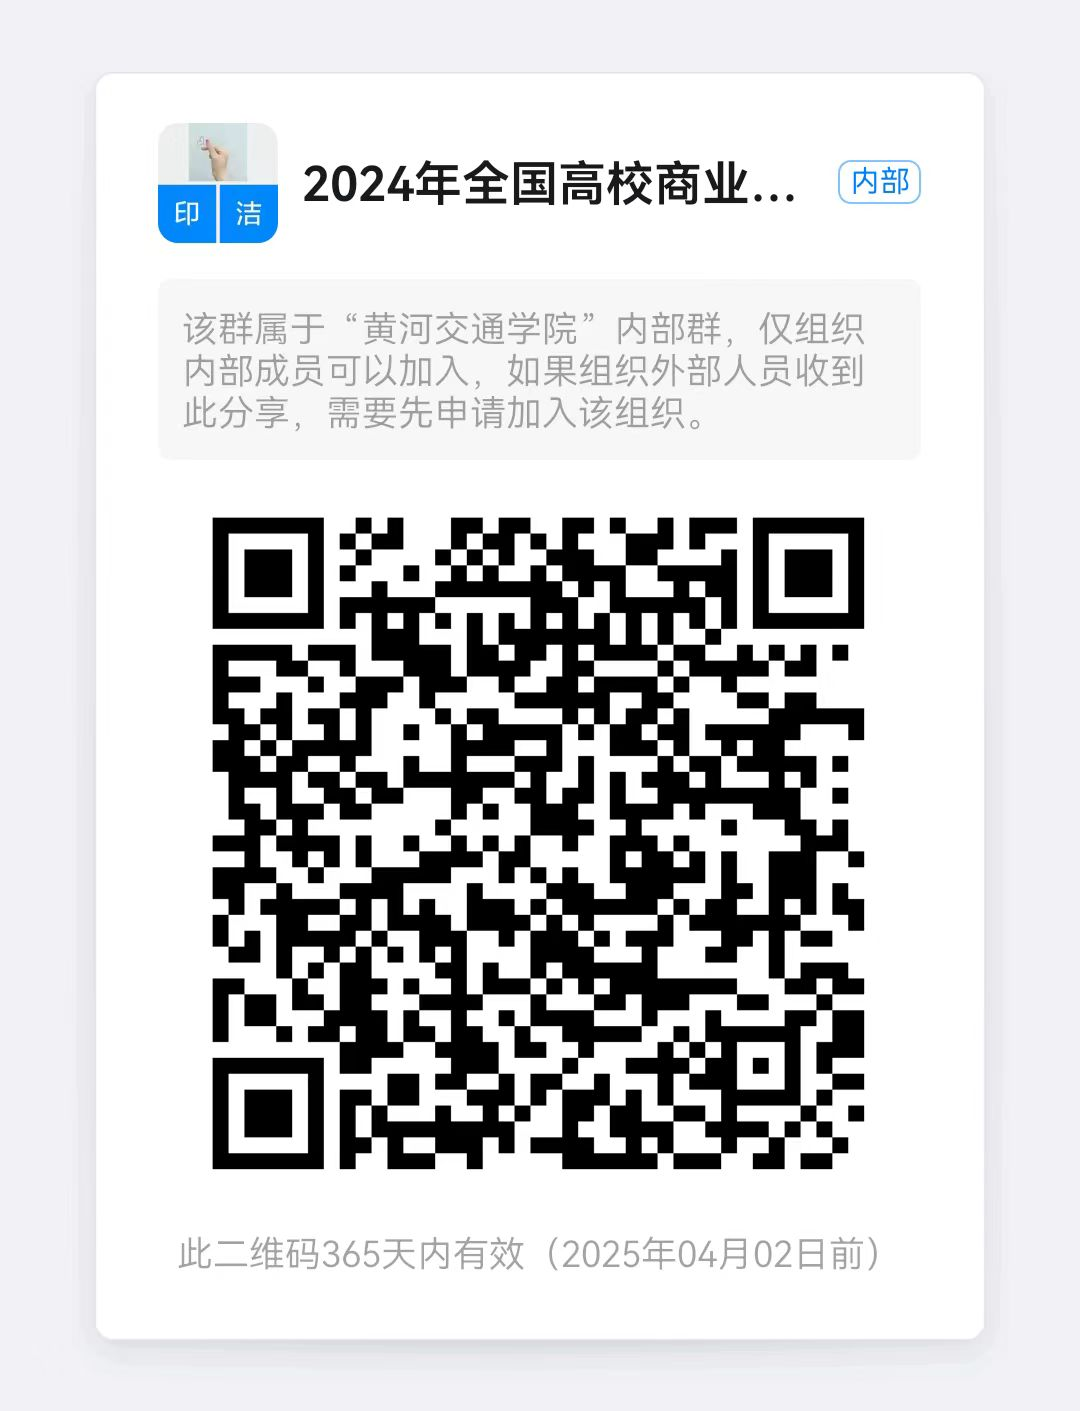 2024年全国高校商业...
内部
印 洁
该群属于“黄河交通学院”内部群，仅组织
内部成员可以加入，如果组织外部人员收到
此分享，需要先申请加入该组织。
此二维码365天内有效（2025年04月02日前）